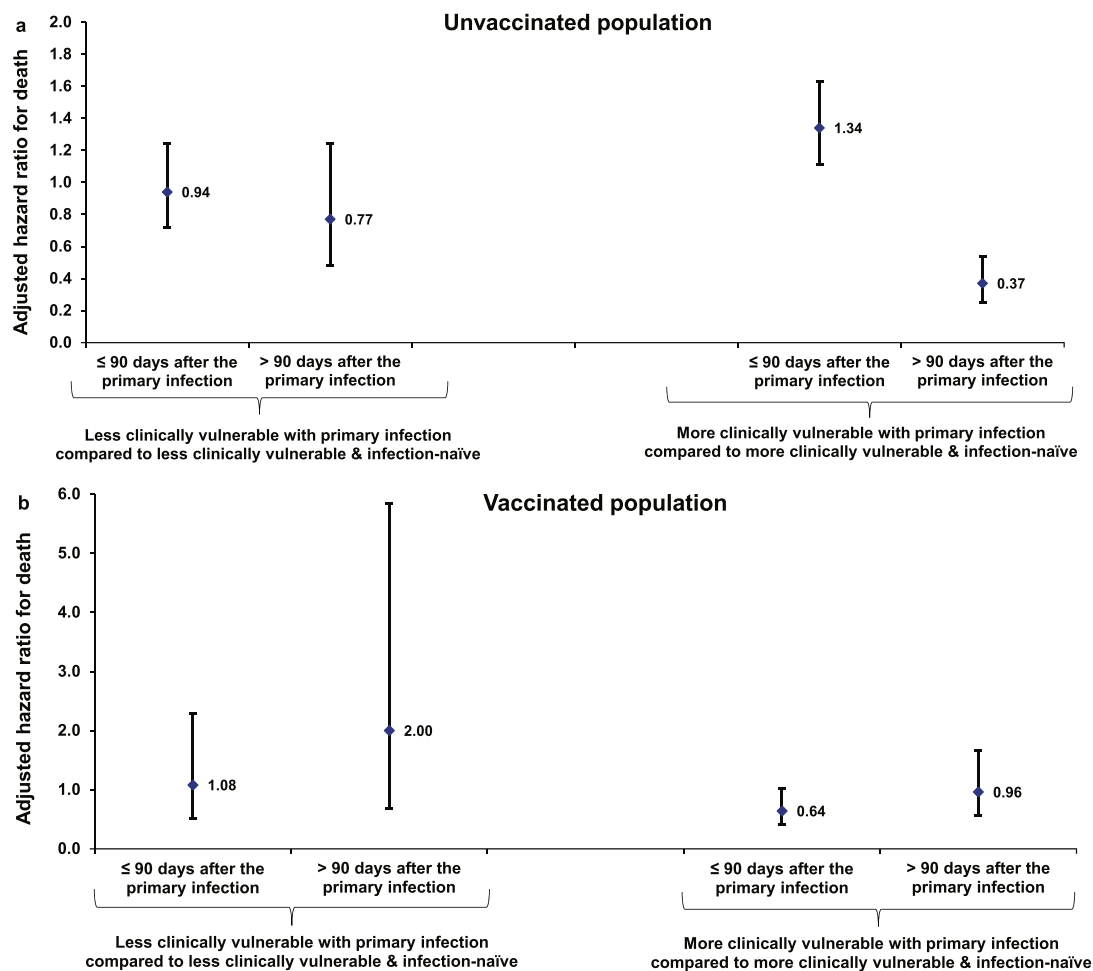 a
Unvaccinated population
Adjusted hazard ratio for death
2.0
1.8
1.6
1.4
1.2
1.0
0.8
0.6
0.4
0.2
0.0
0.94
0.77
1.34
0.37
≤ 90 days after the
primary infection
> 90 days after the
primary infection
≤ 90 days after the
primary infection
> 90 days after the
primary infection
Less clinically vulnerable with primary infection
compared to less clinically vulnerable & infection-naïve
More clinically vulnerable with primary infection
compared to more clinically vulnerable & infection-naïve
b
Vaccinated population
Adjusted hazard ratio for death
6.0
5.0
4.0
3.0
2.0
1.0
0.0
1.08
2.00
0.64
0.96
≤ 90 days after the
primary infection
> 90 days after the
primary infection
≤ 90 days after the
primary infection
> 90 days after the
primary infection
Less clinically vulnerable with primary infection
compared to less clinically vulnerable & infection-naïve
More clinically vulnerable with primary infection
compared to more clinically vulnerable & infection-naïve